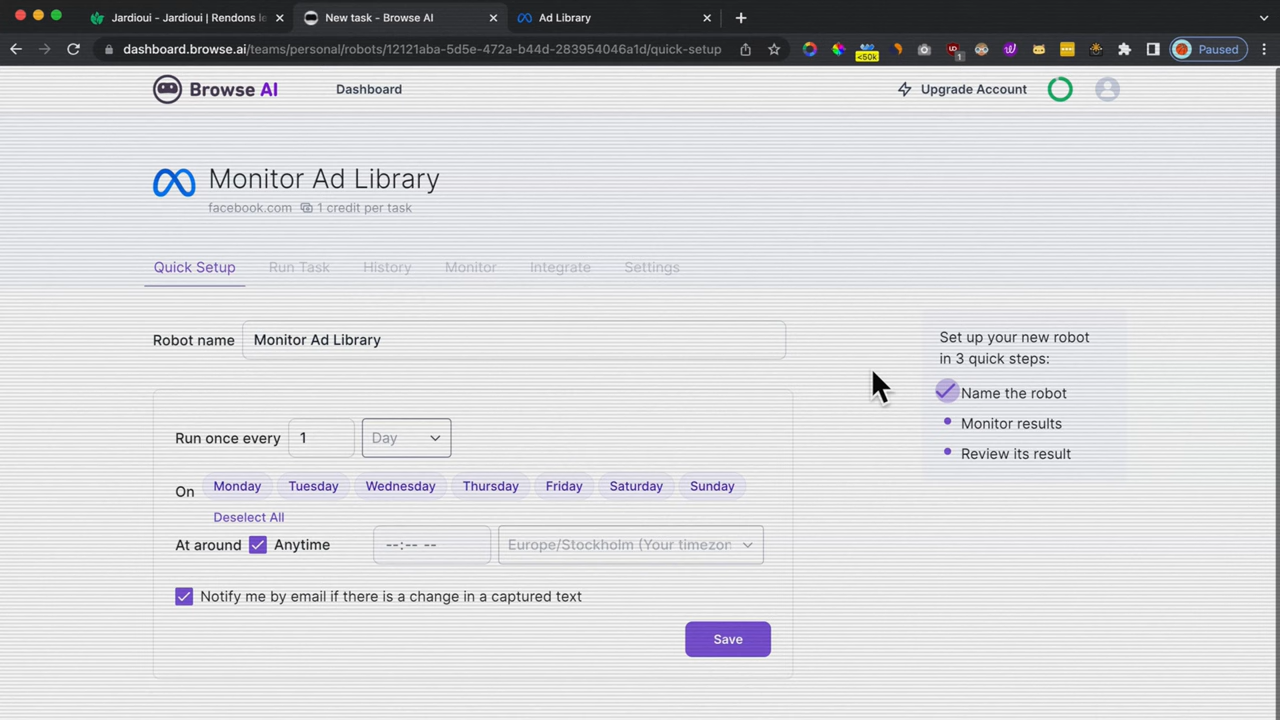 Jardioui - Jardioui | Rendons le
New task - Browse AI
Ad Library
dashboard.browse.ai/teams/personal/robots/12121aba-5d5e-472a-b44d-283954046a1d/quick-setup
<50k
1
Paused
Browse AI
Dashboard
Upgrade Account
Monitor Ad Library
facebook.com
1 credit per task
Quick Setup
Run Task
History
Monitor
Integrate
Settings
Robot name
Monitor Ad Library
Run once every
1
Day
On
Monday
Tuesday
Wednesday
Thursday
Friday
Saturday
Sunday
Deselect All
At around
Anytime
--:-- --
Europe/Stockholm (Your timezon
Notify me by email if there is a change in a captured text
Save
Set up your new robot
in 3 quick steps:
Name the robot
Monitor results
Review its result